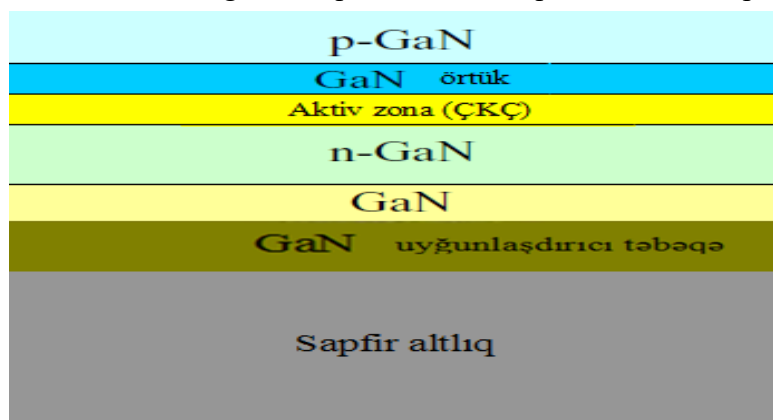 p-GaN
GaN örtük
Aktiv zona (ÇKÇ)
n-GaN
GaN
GaN uyğunlaşdırıcı təbəqə
Sapfir altlıq